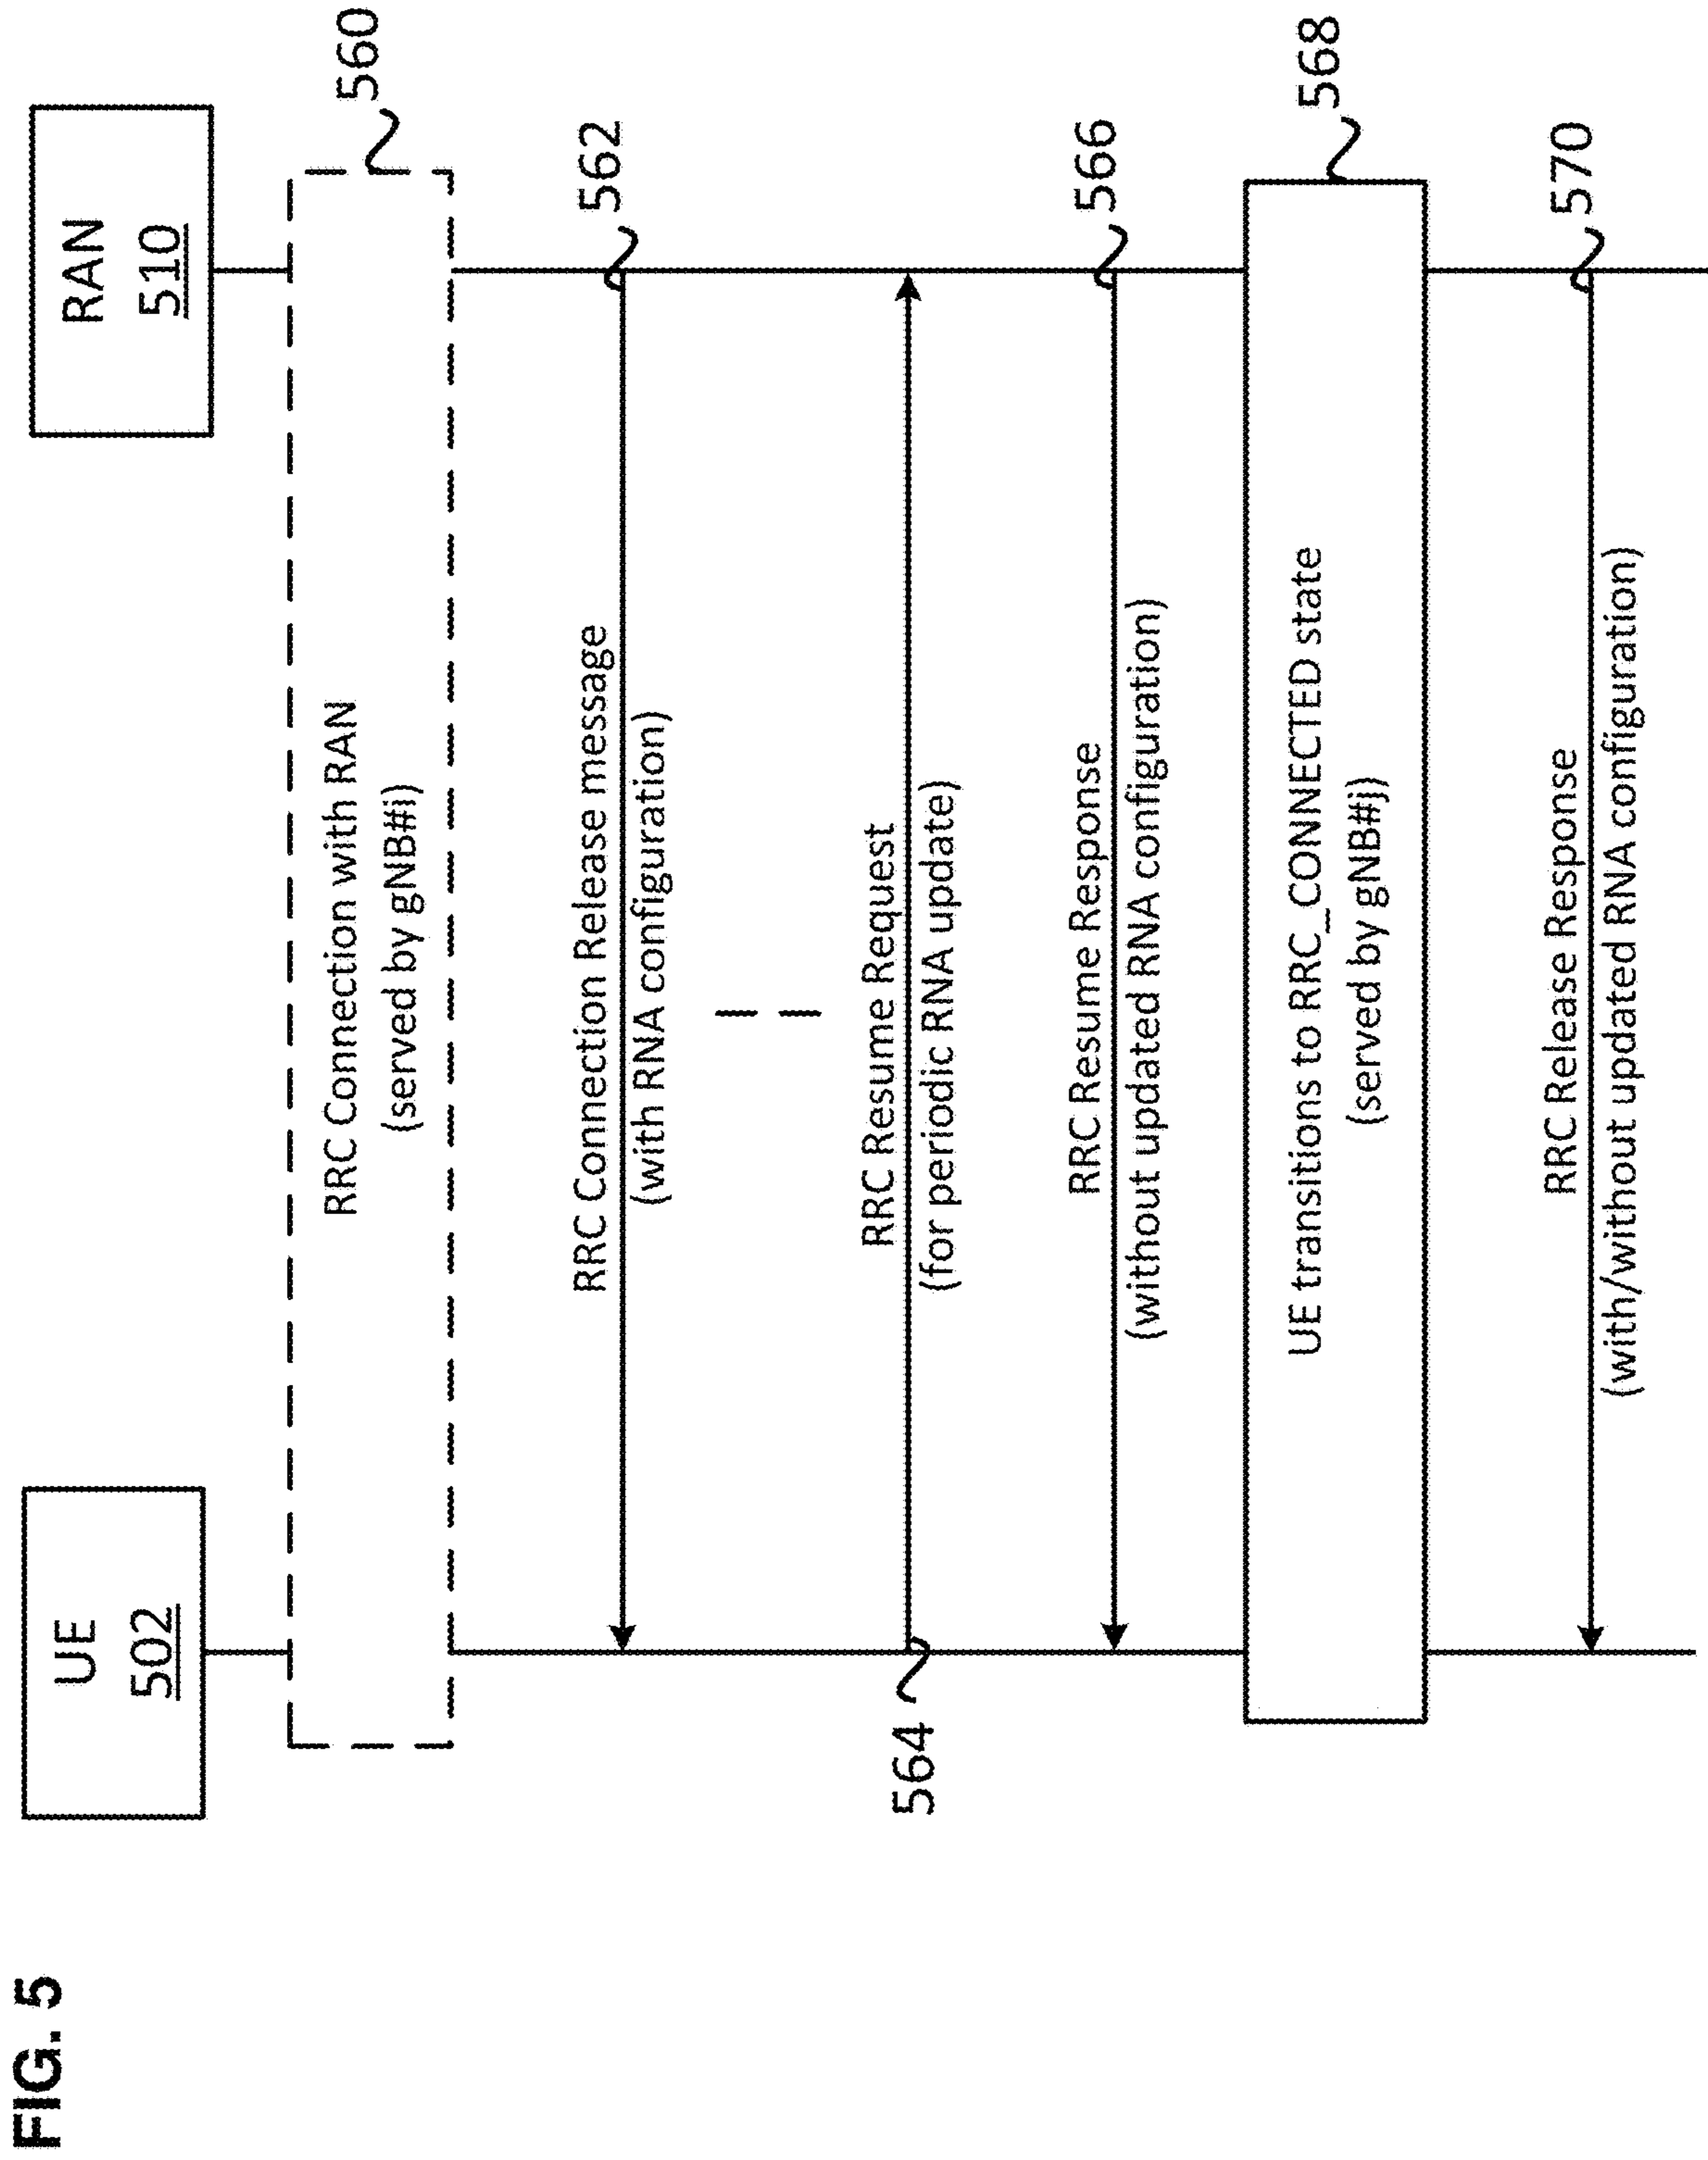 FIG. 5
UE
502
RAN
510
RRC Connection with RAN
(served by gNB#i)
560
RRC Connection Release message
(with RNA configuration)
562
RRC Resume Request
(for periodic RNA update)
564
RRC Resume Response
(without updated RNA configuration)
566
UE transitions to RRC_CONNECTED state
(served by gNB#j)
568
RRC Release Response
(with/without updated RNA configuration)
570